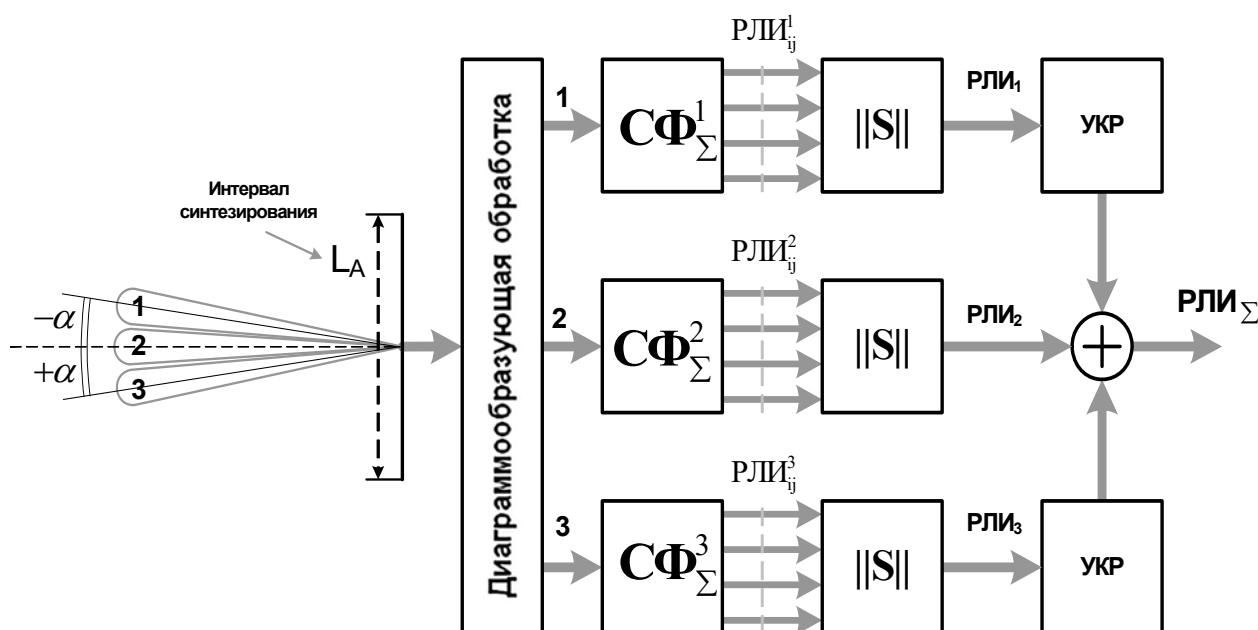 РЛИ¹ᵢⱼ
1
СФ¹_Σ
||S||
РЛИ₁
УКР
Диаграммообразующая обработка
Интервал
синтезирования
L_A
1
2
3
−α
+α
РЛИ²ᵢⱼ
2
СФ²_Σ
||S||
РЛИ₂
+
РЛИ_Σ
РЛИ³ᵢⱼ
3
СФ³_Σ
||S||
РЛИ₃
УКР